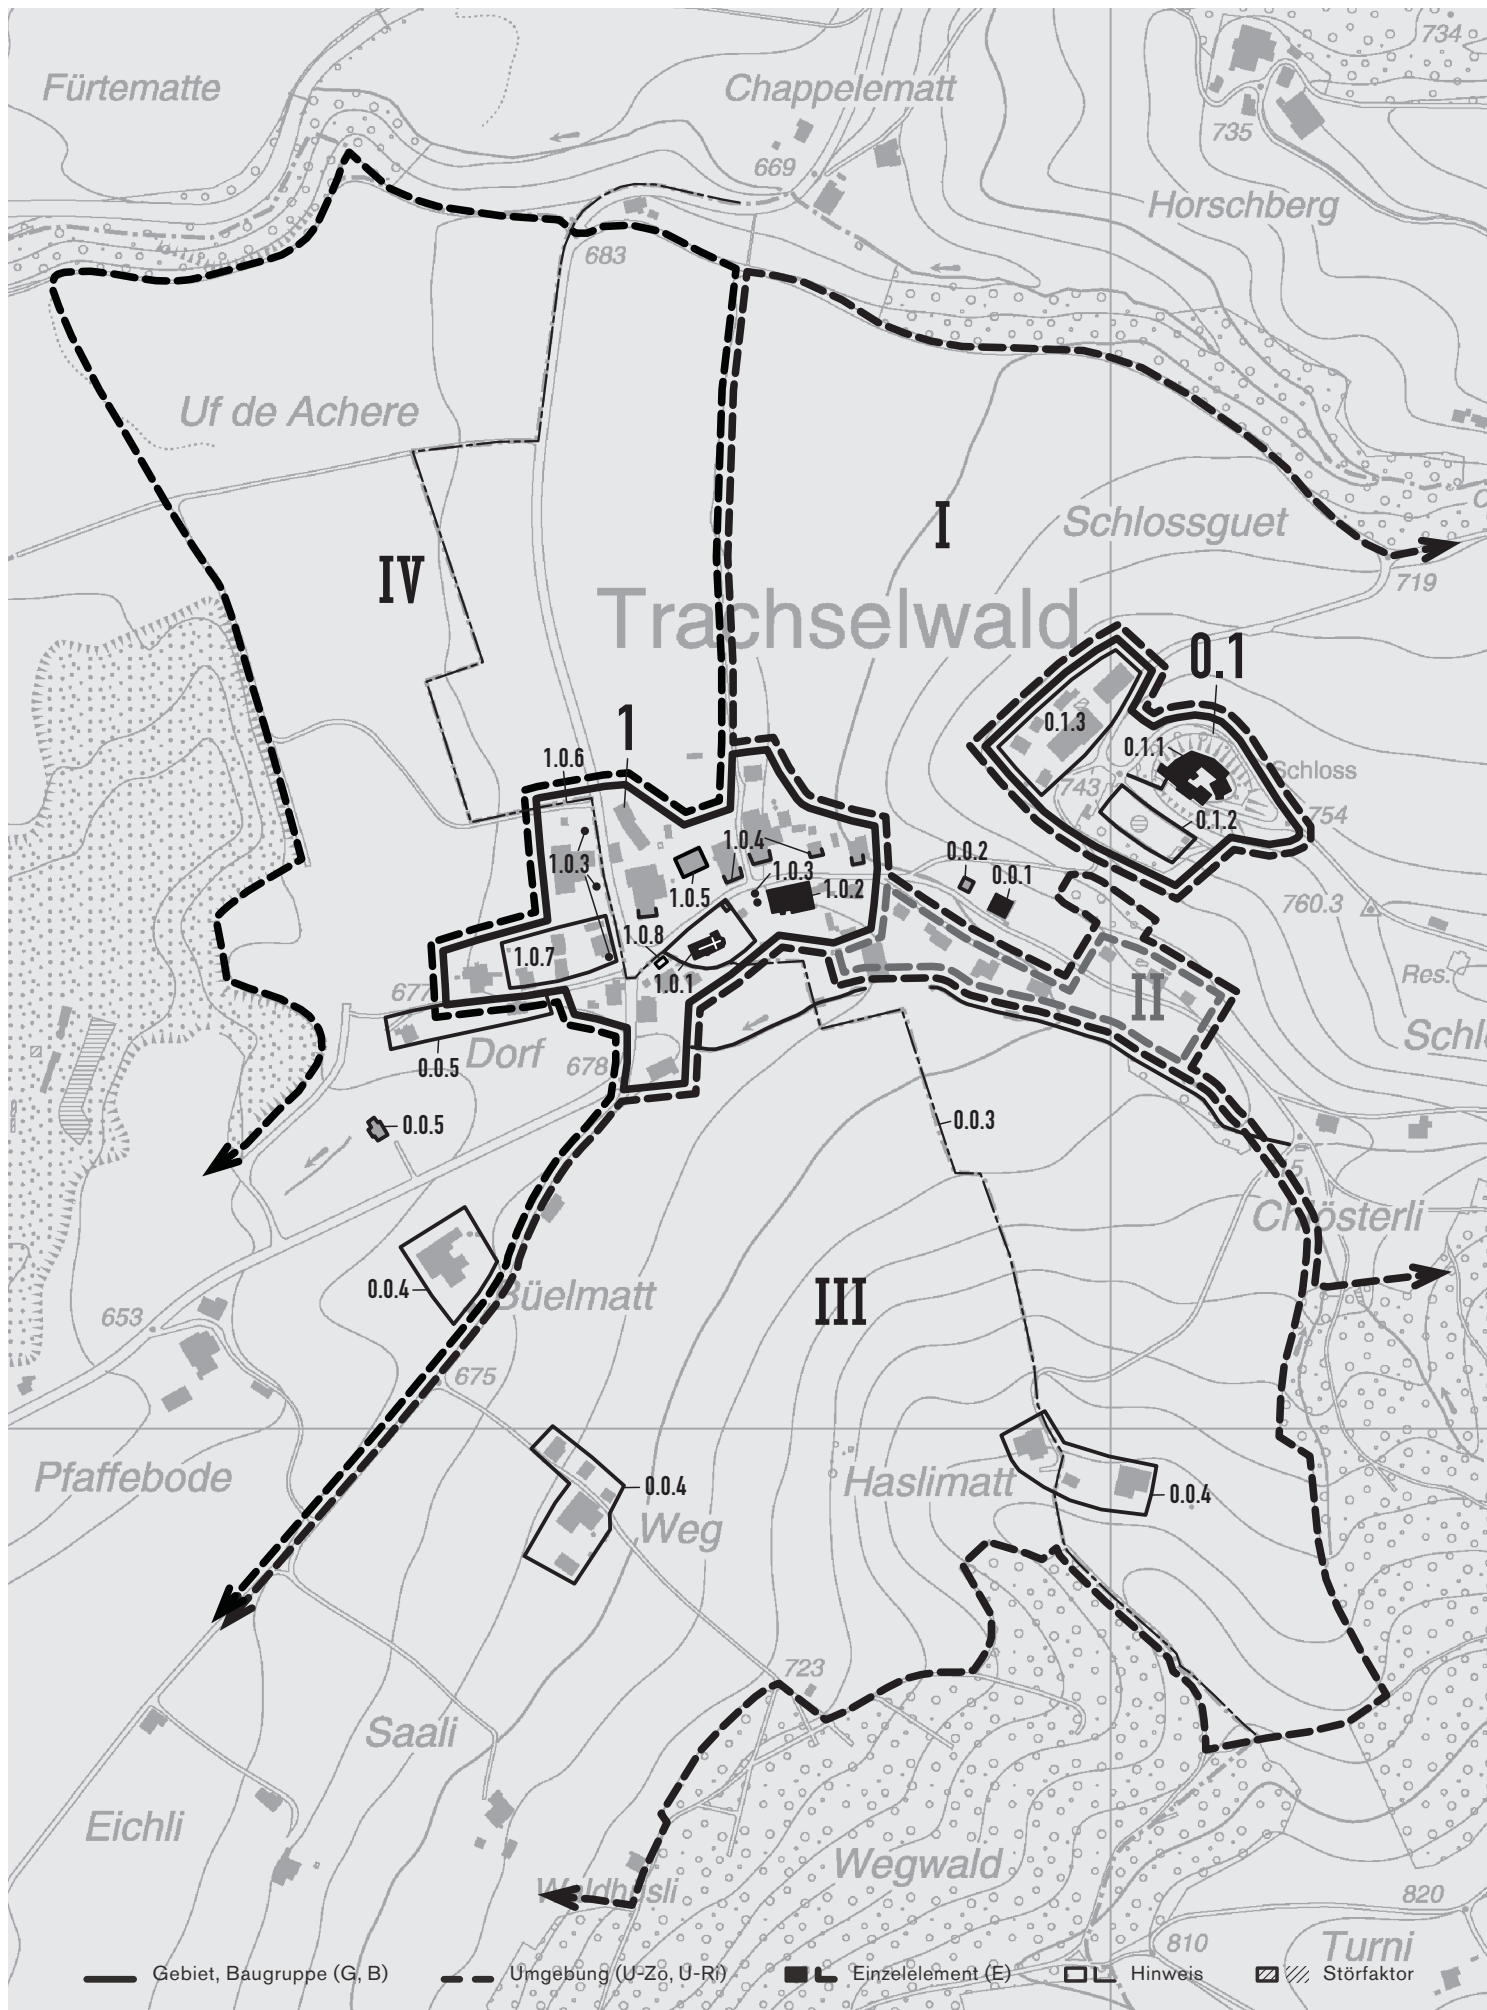 734
Fürtematte
Chappelematt
735
669
Horschberg
683
Uf de Achere
I
Schlossguet
IV
719
Trachselwald
0.1
1
0.1.3
0.1.1
1.0.6
Schloss
743
754
0.1.2
1.0.4
0.0.2
1.0.3
1.0.3
0.0.1
1.0.5
1.0.2
760.3
1.0.8
1.0.7
Res.
1.0.1
II
677
Dorf
678
0.0.5
0.0.3
0.0.5
Chlösterli
0.0.4
Büelmatt
III
653
675
Pfaffebode
0.0.4
Haslimatt
0.0.4
Weg
723
Saali
Eichli
Wegwald
Waldhüsli
820
810
Turni
Gebiet, Baugruppe (G, B) Umgebung (U-Zo, U-Ri) Einzelelement (E) Hinweis Störfaktor